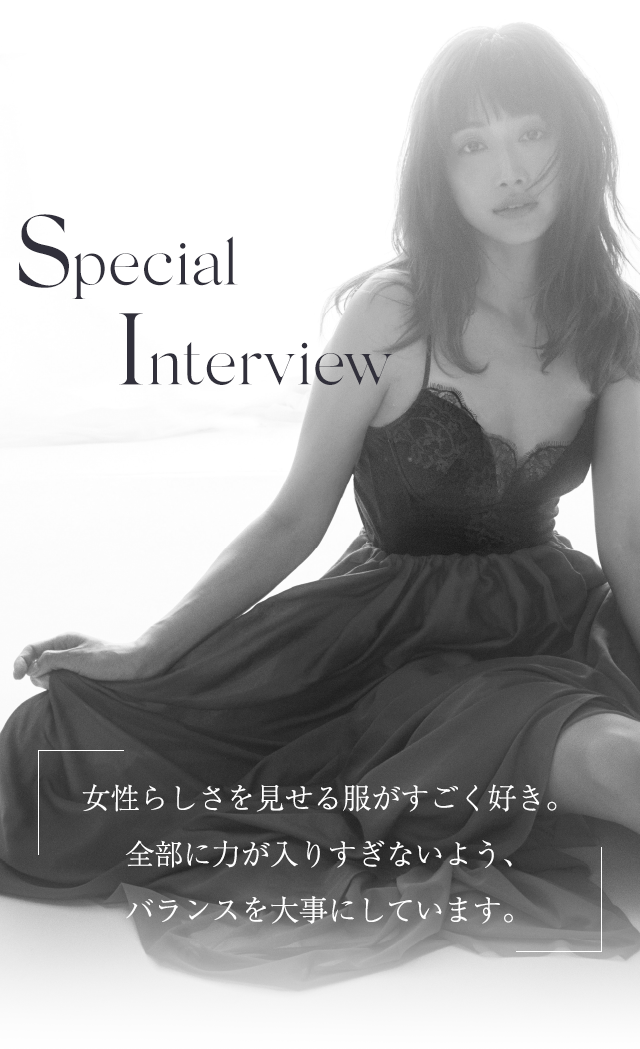 Special
Interview
女性らしさを見せる服がすごく好き。
全部に力が入りすぎないよう、
バランスを大事にしています。